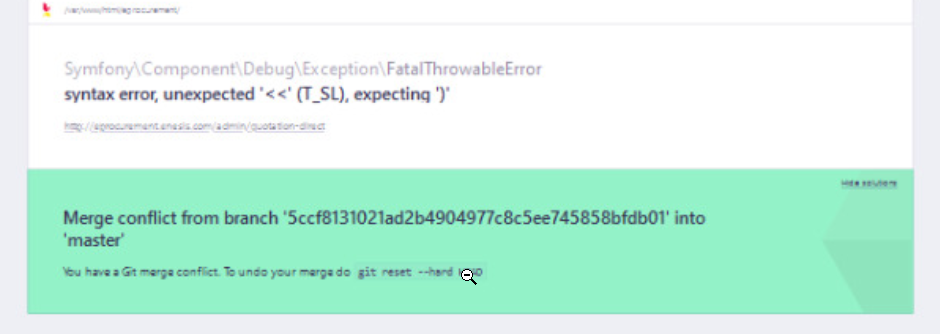 /var/www/html/eprocurement/
Symfony\Component\Debug\Exception\FatalThrowableError
syntax error, unexpected '<<' (T_SL), expecting ')'
http://eprocurement.enesis.com/admin/quotation-direct
Hide solutions
Merge conflict from branch '5ccf8131021ad2b4904977c8c5ee745858bfdb01' into
'master'
You have a Git merge conflict. To undo your merge do git reset --hard